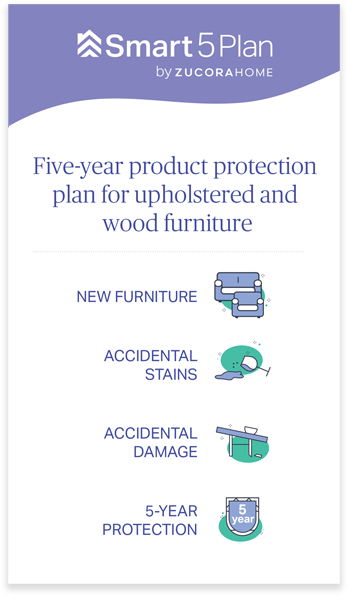 Smart 5 Plan
by ZUCORAHOME
Five-year product protection
plan for upholstered and
wood furniture
NEW FURNITURE
ACCIDENTAL
STAINS
ACCIDENTAL
DAMAGE
5-YEAR
PROTECTION
5
year